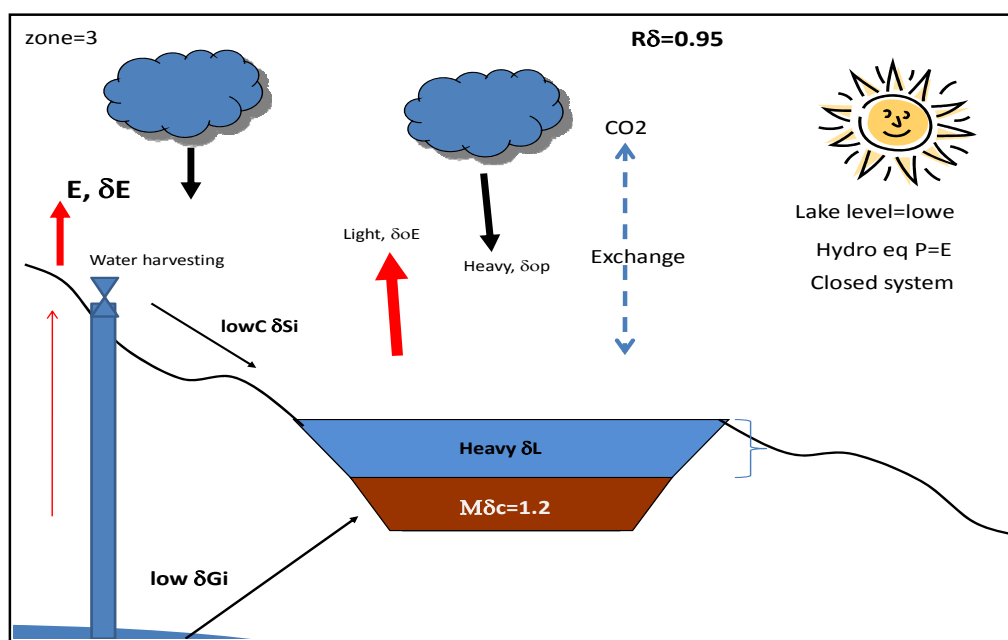 zone=3
Rδ=0.95
CO2
E, δE
Lake level=lowe
Light, δoE
Hydro eq P=E
Water harvesting
Heavy, δop
Exchange
Closed system
lowC δSi
Heavy δL
Mδc=1.2
low δGi